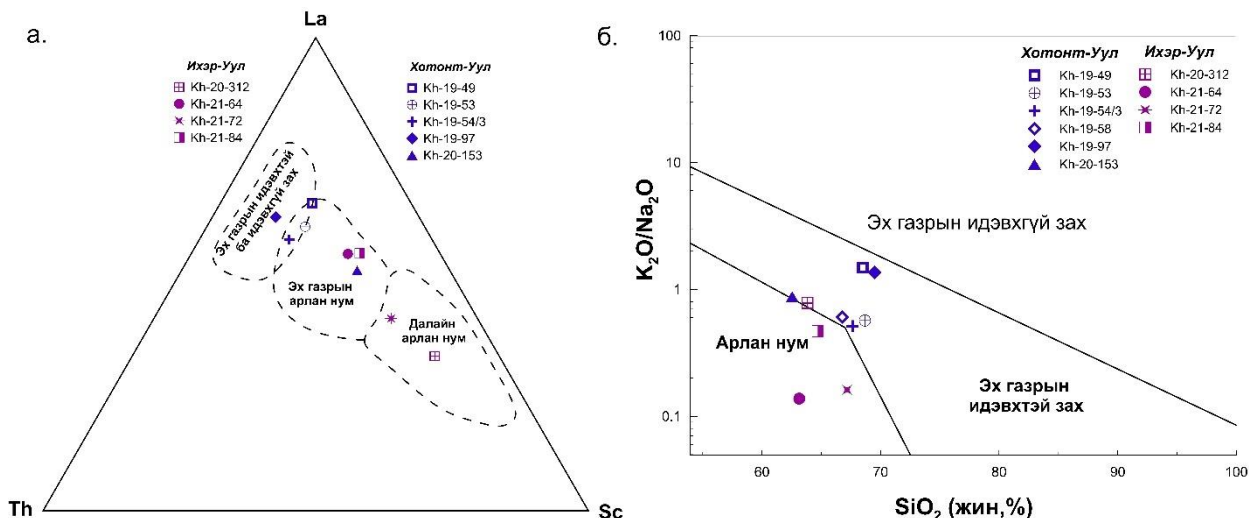 а.
La
Ихэр-Уул
Kh-20-312
Kh-21-64
Kh-21-72
Kh-21-84
Хотонт-Уул
Kh-19-49
Kh-19-53
Kh-19-54/3
Kh-19-97
Kh-20-153
Эх газрын идэвхтэй
ба идэвхгүй зах
Эх газрын
арлан нум
Далайн
арлан нум
Th
Sc
б.
Хотонт-Уул
Kh-19-49
Kh-19-53
Kh-19-54/3
Kh-19-58
Kh-19-97
Kh-20-153
Ихэр-Уул
Kh-20-312
Kh-21-64
Kh-21-72
Kh-21-84
100
10
1
0.1
K₂O/Na₂O
Эх газрын идэвхгүй зах
Арлан нум
Эх газрын
идэвхтэй зах
60
70
80
90
100
SiO₂ (жин,%)